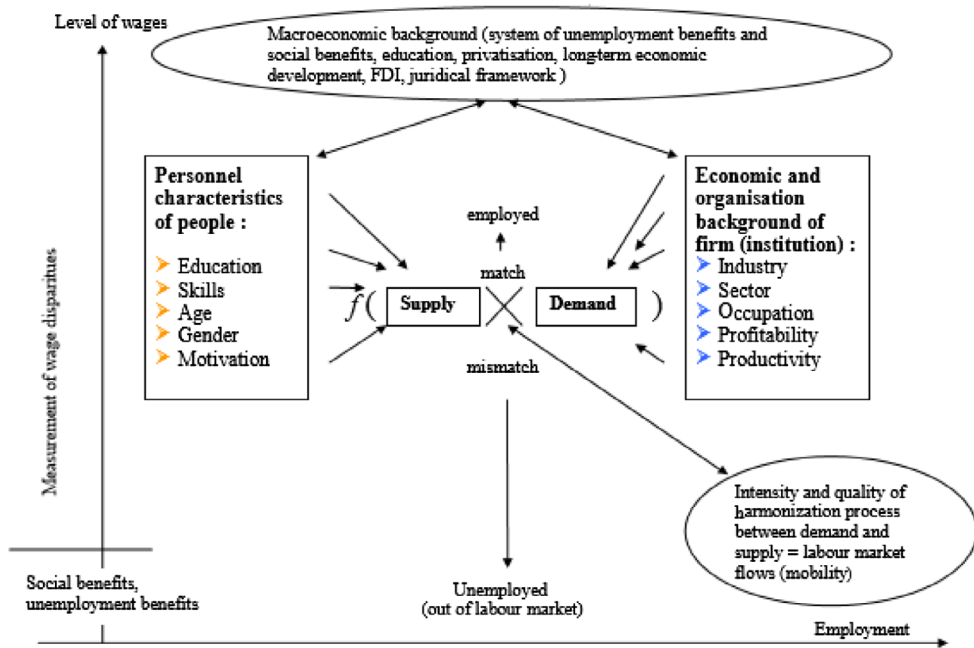 Level of wages
Macroeconomic background (system of unemployment benefits and
social benefits, education, privatisation, long-term economic
development, FDI, juridical framework )
Personnel
characteristics
of people :
Education
Skills
Age
Gender
Motivation
employed
match
f( Supply Demand )
mismatch
Economic and
organisation
background of
firm (institution) :
Industry
Sector
Occupation
Profitability
Productivity
Measurement of wage disparitues
Intensity and quality of
harmonization process
between demand and
supply = labour market
flows (mobility)
Social benefits,
unemployment benefits
Unemployed
(out of labour market)
Employment